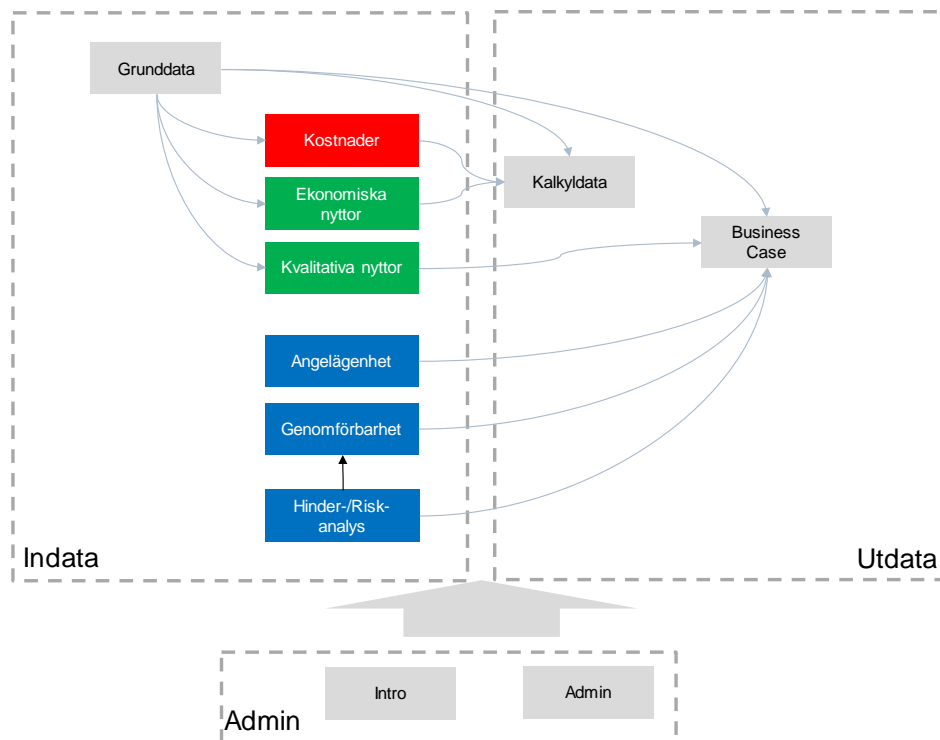 Grunddata
Kostnader
Ekonomiska
nyttor
Kvalitativa nyttor
Kalkyldata
Business
Case
Angelägenhet
Genomförbarhet
Hinder-/Risk-
analys
Indata
Utdata
Intro
Admin
Admin